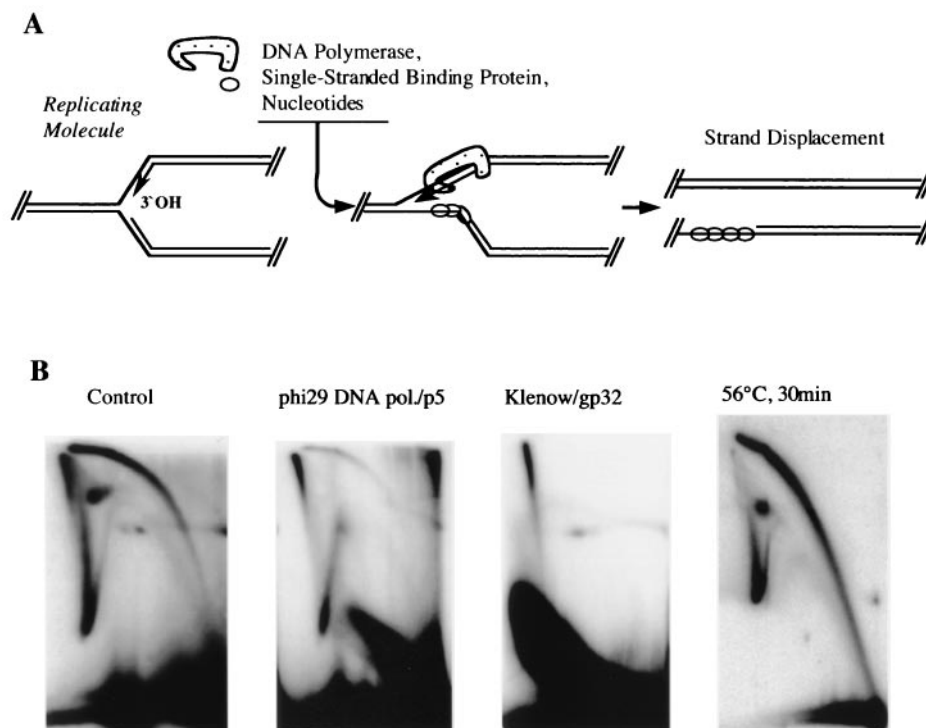 A
DNA Polymerase,
Single-Stranded Binding Protein,
Nucleotides
Replicating
Molecule
Strand Displacement
3`OH
B
Control
phi29 DNA pol./p5
Klenow/gp32
56°C, 30min